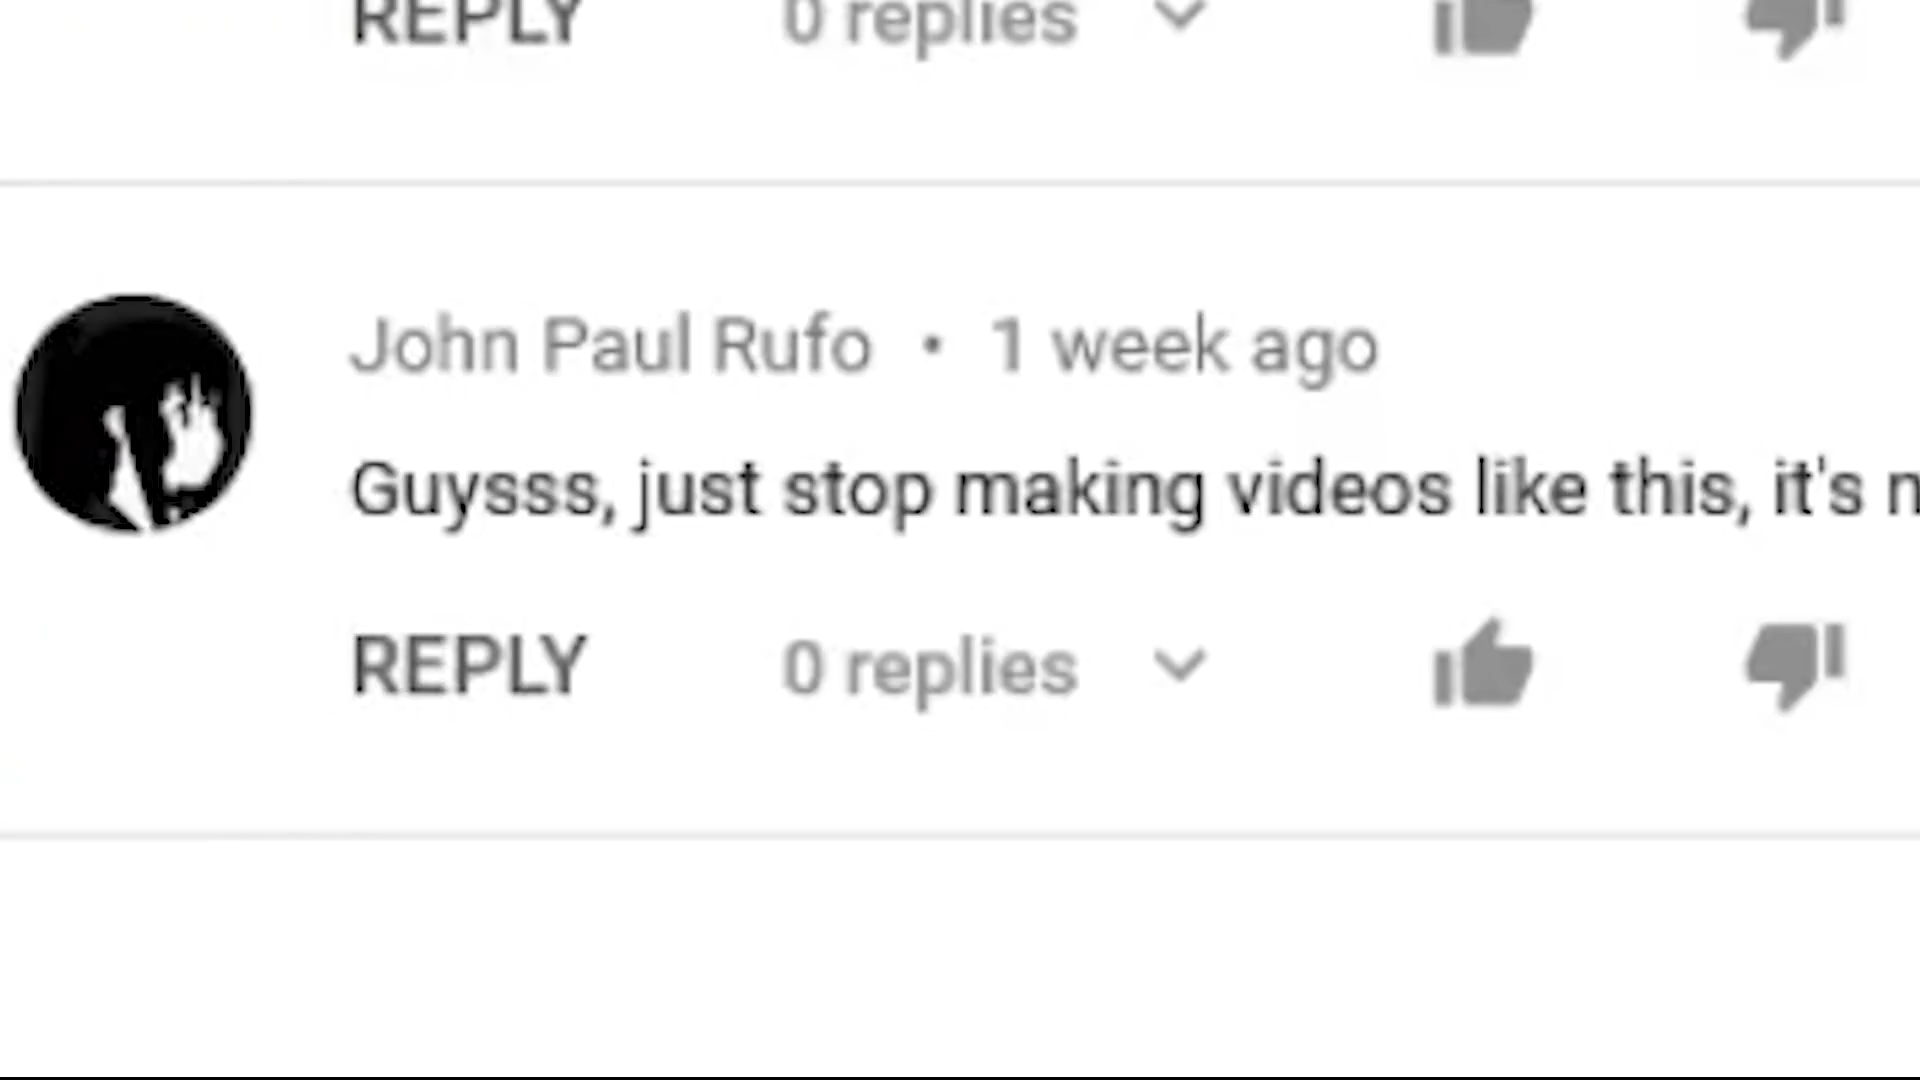 REPLY 0 replies
John Paul Rufo • 1 week ago
Guysss, just stop making videos like this, it's
REPLY 0 replies